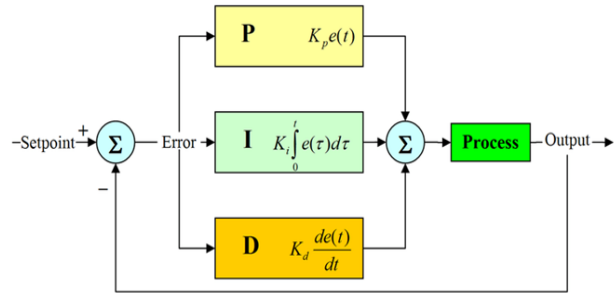 P K_p e(t)
+
–Setpoint
Σ
–
Error
I K_i ∫_0^t e(τ)dτ
Σ
Process
Output
D K_d de(t)/dt